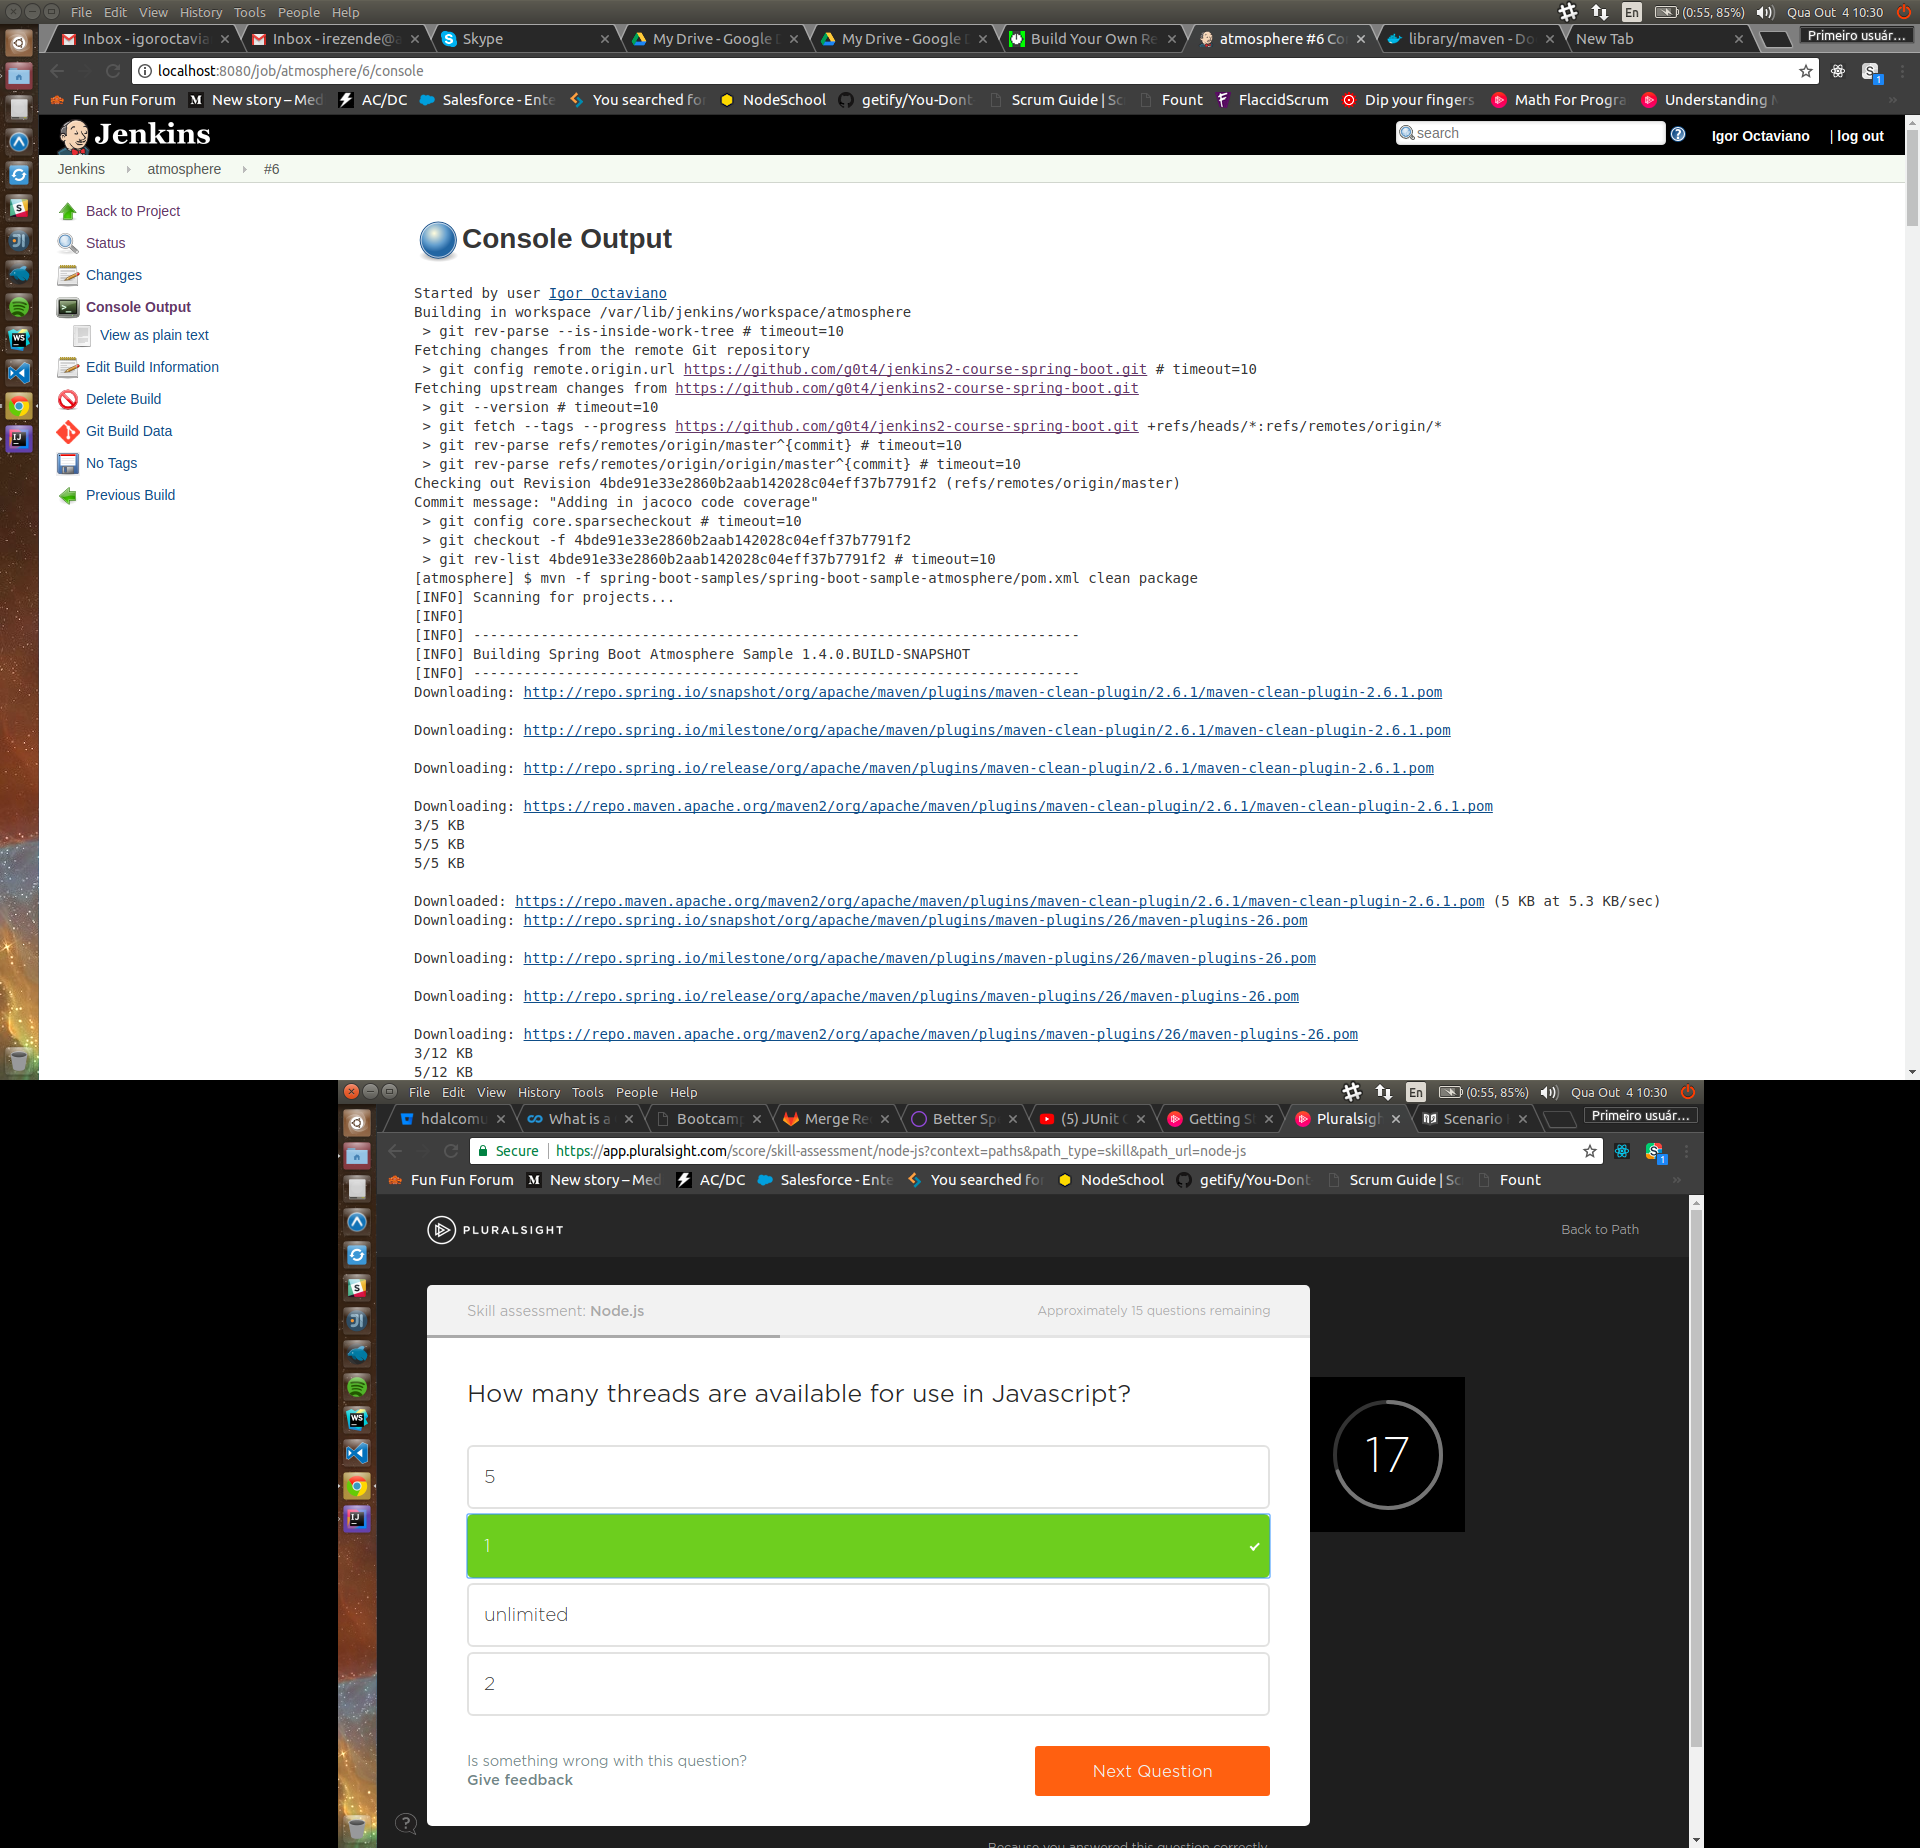 File Edit View History Tools People Help
En (0:55, 85%) Qua Out 4 10:30
Inbox - igoroctavia
Inbox - irezende@a
Skype
My Drive - Google D
My Drive - Google D
Build Your Own Re
atmosphere #6 Co
library/maven - Do
New Tab
Primeiro usuár...
localhost:8080/job/atmosphere/6/console
Fun Fun Forum
New story – Med
AC/DC
Salesforce - Ente
You searched fo
NodeSchool
getify/You-Dont
Scrum Guide | Sc
Fount
FlaccidScrum
Dip your fingers
Math For Progra
Understanding
Jenkins
search
Igor Octaviano
| log out
Jenkins
atmosphere
#6
Back to Project
Status
Changes
Console Output
View as plain text
Edit Build Information
Delete Build
Git Build Data
No Tags
Previous Build
Console Output
Started by user Igor Octaviano
Building in workspace /var/lib/jenkins/workspace/atmosphere
> git rev-parse --is-inside-work-tree # timeout=10
Fetching changes from the remote Git repository
> git config remote.origin.url https://github.com/g0t4/jenkins2-course-spring-boot.git # timeout=10
Fetching upstream changes from https://github.com/g0t4/jenkins2-course-spring-boot.git
> git --version # timeout=10
> git fetch --tags --progress https://github.com/g0t4/jenkins2-course-spring-boot.git +refs/heads/*:refs/remotes/origin/*
> git rev-parse refs/remotes/origin/master^{commit} # timeout=10
> git rev-parse refs/remotes/origin/origin/master^{commit} # timeout=10
Checking out Revision 4bde91e33e2860b2aab142028c04eff37b7791f2 (refs/remotes/origin/master)
Commit message: "Adding in jacoco code coverage"
> git config core.sparsecheckout # timeout=10
> git checkout -f 4bde91e33e2860b2aab142028c04eff37b7791f2
> git rev-list 4bde91e33e2860b2aab142028c04eff37b7791f2 # timeout=10
[atmosphere] $ mvn -f spring-boot-samples/spring-boot-sample-atmosphere/pom.xml clean package
[INFO] Scanning for projects...
[INFO]
[INFO] ------------------------------------------------------------------------
[INFO] Building Spring Boot Atmosphere Sample 1.4.0.BUILD-SNAPSHOT
[INFO] ------------------------------------------------------------------------
Downloading: http://repo.spring.io/snapshot/org/apache/maven/plugins/maven-clean-plugin/2.6.1/maven-clean-plugin-2.6.1.pom
Downloading: http://repo.spring.io/milestone/org/apache/maven/plugins/maven-clean-plugin/2.6.1/maven-clean-plugin-2.6.1.pom
Downloading: http://repo.spring.io/release/org/apache/maven/plugins/maven-clean-plugin/2.6.1/maven-clean-plugin-2.6.1.pom
Downloading: https://repo.maven.apache.org/maven2/org/apache/maven/plugins/maven-clean-plugin/2.6.1/maven-clean-plugin-2.6.1.pom
3/5 KB
5/5 KB
5/5 KB
Downloaded: https://repo.maven.apache.org/maven2/org/apache/maven/plugins/maven-clean-plugin/2.6.1/maven-clean-plugin-2.6.1.pom (5 KB at 5.3 KB/sec)
Downloading: http://repo.spring.io/snapshot/org/apache/maven/plugins/maven-plugins/26/maven-plugins-26.pom
Downloading: http://repo.spring.io/milestone/org/apache/maven/plugins/maven-plugins/26/maven-plugins-26.pom
Downloading: http://repo.spring.io/release/org/apache/maven/plugins/maven-plugins/26/maven-plugins-26.pom
Downloading: https://repo.maven.apache.org/maven2/org/apache/maven/plugins/maven-plugins/26/maven-plugins-26.pom
3/12 KB
5/12 KB
File Edit View History Tools People Help
En (0:55, 85%) Qua Out 4 10:30
hdalcomu
What is a
Bootcam
Merge Re
Better Sp
(5) JUnit
Getting S
Pluralsig
Scenario
Primeiro usuár...
Secure https://app.pluralsight.com/score/skill-assessment/node-js?context=paths&path_type=skill&path_url=node-js
Fun Fun Forum
New story – Med
AC/DC
Salesforce - Ente
You searched fo
NodeSchool
getify/You-Dont
Scrum Guide | Sc
Fount
PLURALSIGHT
Back to Path
Skill assessment: Node.js
Approximately 15 questions remaining
How many threads are available for use in Javascript?
17
5
1
unlimited
2
Is something wrong with this question?
Give feedback
Next Question
Because you answered this question correctly